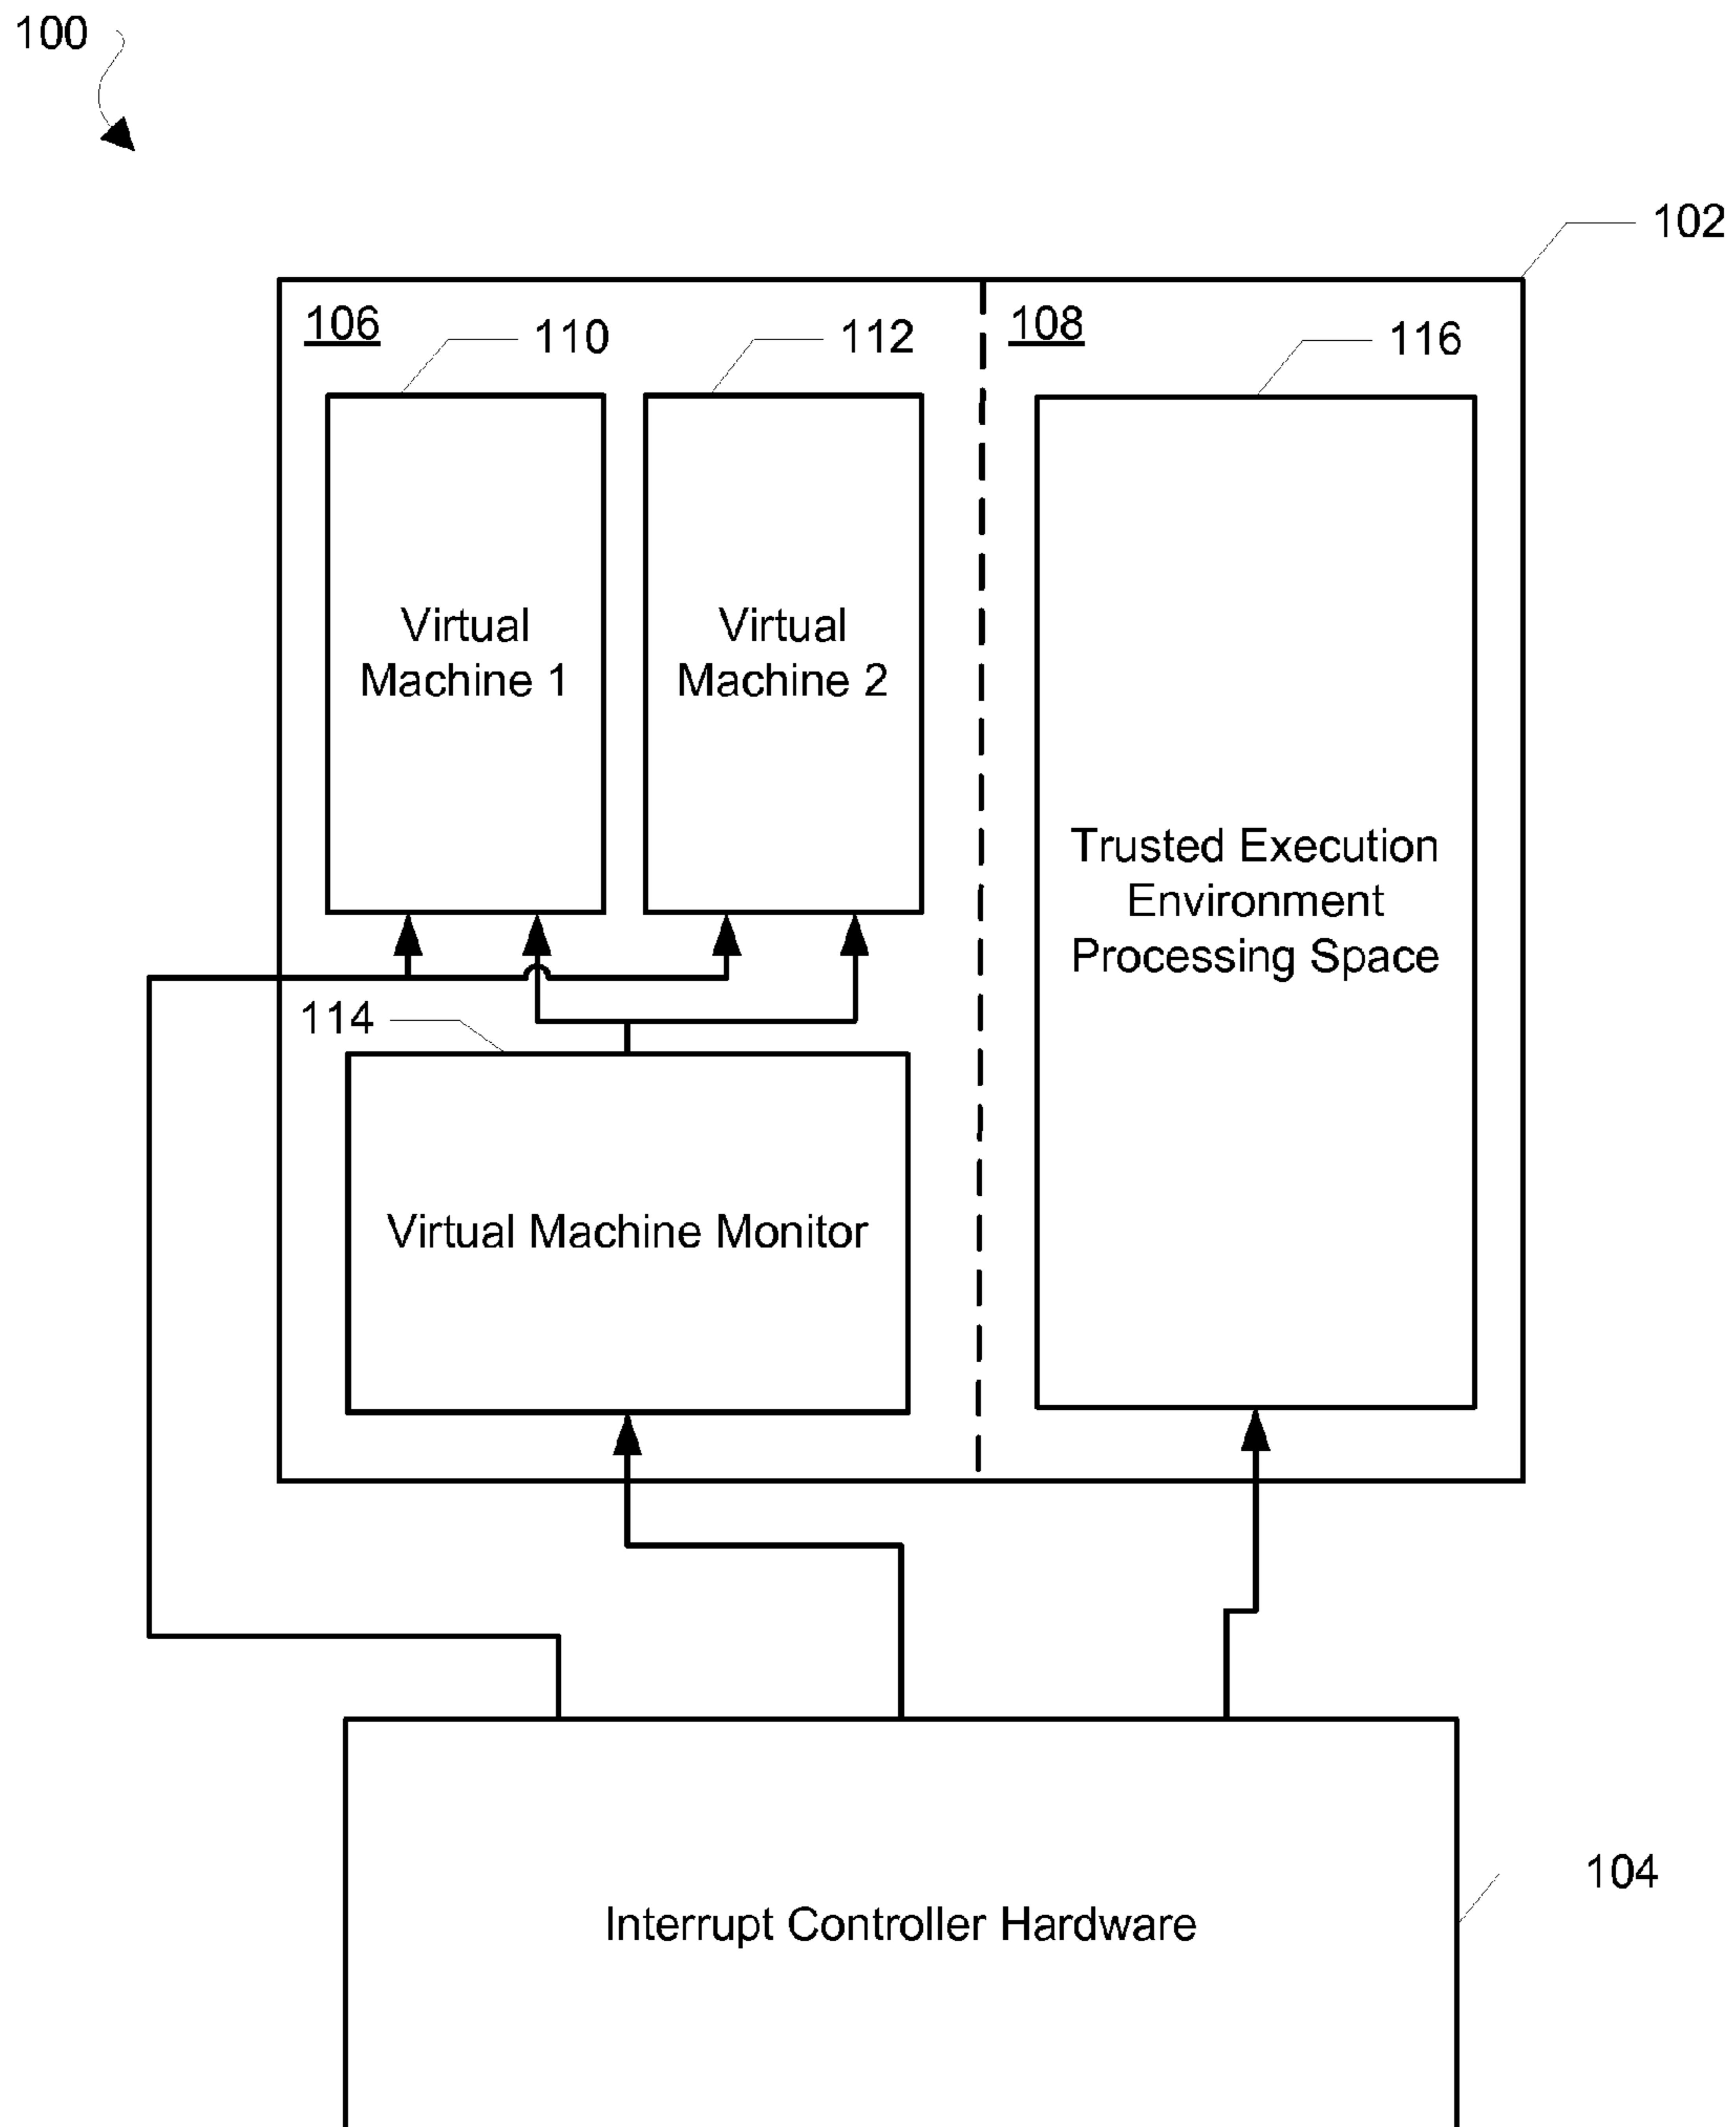 100
102
106
110
112
108
116
Virtual
Machine 1
Virtual
Machine 2
Trusted Execution
Environment
Processing Space
114
Virtual Machine Monitor
104
Interrupt Controller Hardware